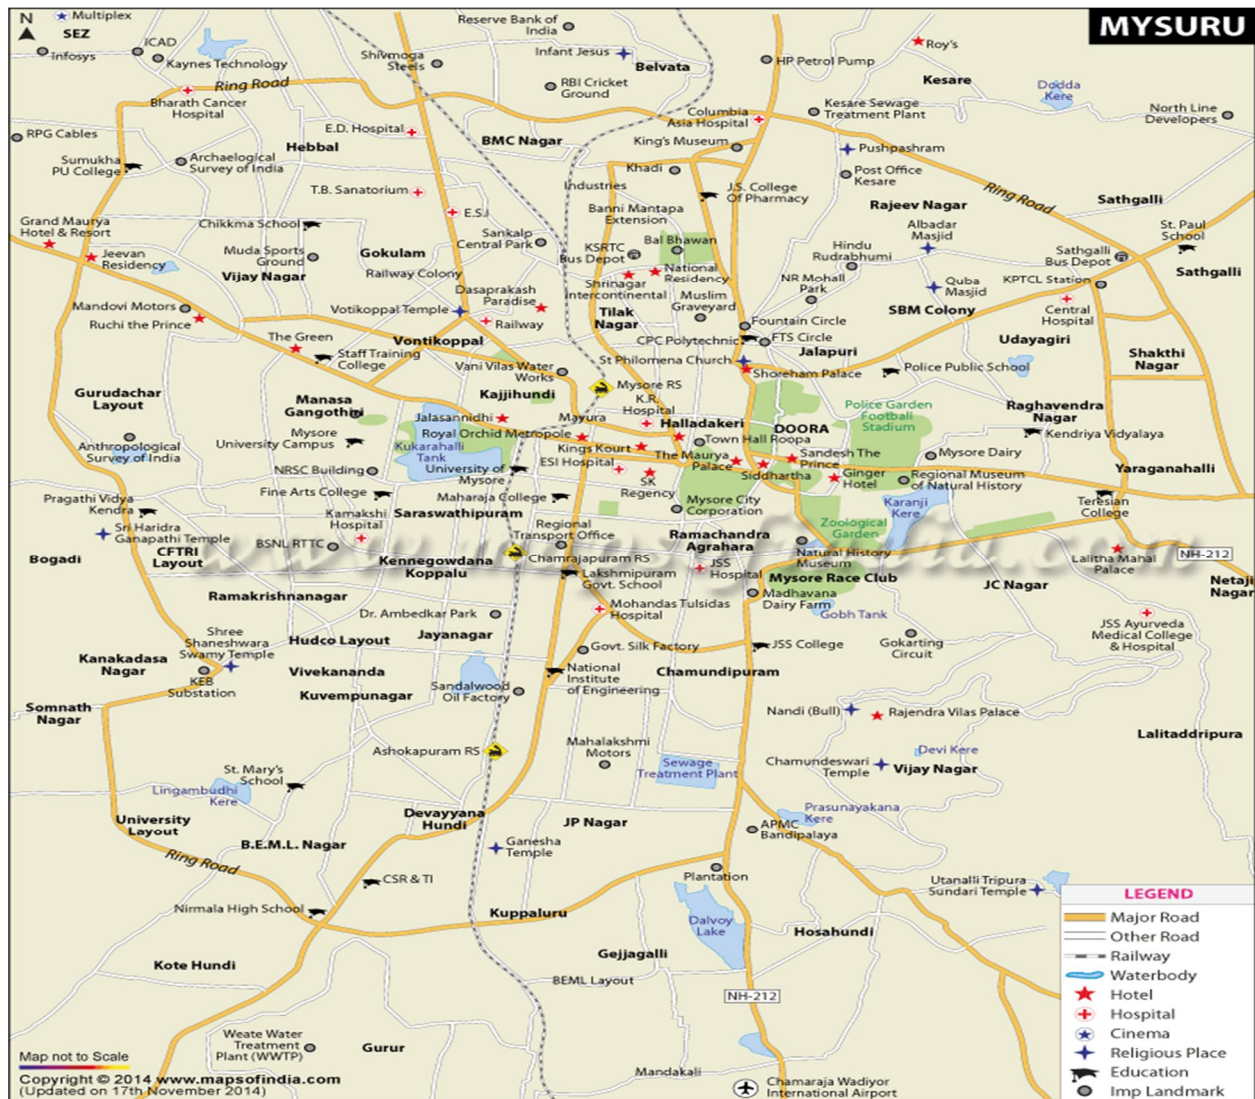 MYSURU
N
Multiplex
SEZ
Infosys
ICAD
Kaynes Technology
Shivmoga
Steels
Reserve Bank of
India
Infant Jesus
Belvata
RBI Cricket
Ground
HP Petrol Pump
Roy's
Kesare
Dodda
Kere
North Line
Developers
Ring Road
Bharath Cancer
Hospital
Columbia
Asia Hospital
Kesare Sewage
Treatment Plant
RPG Cables
E.D. Hospital
Hebbal
BMC Nagar
King's Museum
Pushpashram
Sumukha
PU College
Archaelogical
Survey of India
Khadi
Post Office
Kesare
T.B. Sanatorium
Industries
J.S. College
Of Pharmacy
Ring Road
Sathgalli
Rajeev Nagar
E.S.I
Banni Mantapa
Extension
Grand Maurya
Hotel & Resort
Chikkma School
Sankalp
Central Park
Bal Bhawan
Albadar
Masjid
St. Paul
School
Jeevan
Residency
Muda Sports
Ground
Gokulam
KSRTC
Bus Depot
Hindu
Rudrabhumi
Sathgalli
Bus Depot
Sathgalli
Vijay Nagar
Railway Colony
National
Residency
NR Mohall
Park
Quba
Masjid
KPTCL Station
Shrinagar
Intercontinental
Dasaprakash
Paradise
Muslim
Graveyard
SBM Colony
Central
Hospital
Mandovi Motors
Votikoppal Temple
Ruchi the Prince
Railway
Tilak
Nagar
Fountain Circle
The Green
Vontikoppal
CPC Polytechnic
FTS Circle
Jalapuri
Udayagiri
Staff Training
College
St Philomena Church
Shoreham Palace
Police Public School
Shakthi
Nagar
Vani Vilas Water
Works
Mysore RS
Gurudachar
Layout
Manasa
Gangothri
Kajjihundi
K.R.
Hospital
Police Garden
Football
Stadium
Raghavendra
Nagar
Jalasannidhi
Mayura
Halladakeri
DOORA
Kendriya Vidyalaya
Mysore
University Campus
Royal Orchid Metropole
Town Hall Roopa
Anthropological
Survey of India
Kukarahalli
Tank
Kings Kourt
The Maurya
Palace
Sandesh The
Prince
Mysore Dairy
Yaraganahalli
NRSC Building
University of
Mysore
ESI Hospital
Siddhartha
Ginger
Hotel
Regional Museum
of Natural History
SK
Regency
Pragathi Vidya
Kendra
Fine Arts College
Maharaja College
Mysore City
Corporation
Karanji
Kere
Teresian
College
Kamakshi
Hospital
Saraswathipuram
Sri Haridra
Ganapathi Temple
Regional
Transport Office
Zoological
Garden
Ramachandra
Agrahara
BSNL RTTC
www.mapsofindia.com
Bogadi
CFTRI
Layout
Kennegowdana
Koppalu
Chamrajapuram RS
Natural History
Museum
Lalitha Mahal
Palace
NH-212
Lakshmipuram
Govt. School
JSS
Hospital
Mysore Race Club
JC Nagar
Netaji
Nagar
Ramakrishnanagar
Mohandas Tulsidas
Hospital
Madhavana
Dairy Farm
Gobh Tank
Dr. Ambedkar Park
JSS Ayurveda
Medical College
& Hospital
Shree
Shaneshwara
Swamy Temple
Hudco Layout
Jayanagar
Govt. Silk Factory
JSS College
Gokarting
Circuit
Kanakadasa
Nagar
Vivekananda
National
Institute
of Engineering
Chamundipuram
KEB
Substation
Kuvempunagar
Sandalwood
Oil Factory
Somnath
Nagar
Nandi (Bull)
Rajendra Vilas Palace
Lalitaddripura
Ashokapuram RS
Mahalakshmi
Motors
Devi Kere
Sewage
Treatment Plant
Chamundeswari
Temple
Vijay Nagar
St. Mary's
School
Lingambudhi
Kere
Prasunayakana
Kere
University
Layout
Devayyana
Hundi
JP Nagar
APMC
Bandipalaya
B.E.M.L. Nagar
Ganesha
Temple
Ring Road
CSR & TI
Plantation
Utanalli Tripura
Sundari Temple
Nirmala High School
Kuppaluru
Dalvoy
Lake
Hosahundi
Gejjagalli
Kote Hundi
BEML Layout
NH-212
Weate Water
Treatment
Plant (WWTP)
Gurur
Mandakali
Chamaraja Wadiyor
International Airport
LEGEND
Major Road
Other Road
Railway
Waterbody
Hotel
Hospital
Cinema
Religious Place
Education
Imp Landmark
Map not to Scale
Copyright © 2014 www.mapsofindia.com
(Updated on 17th November 2014)